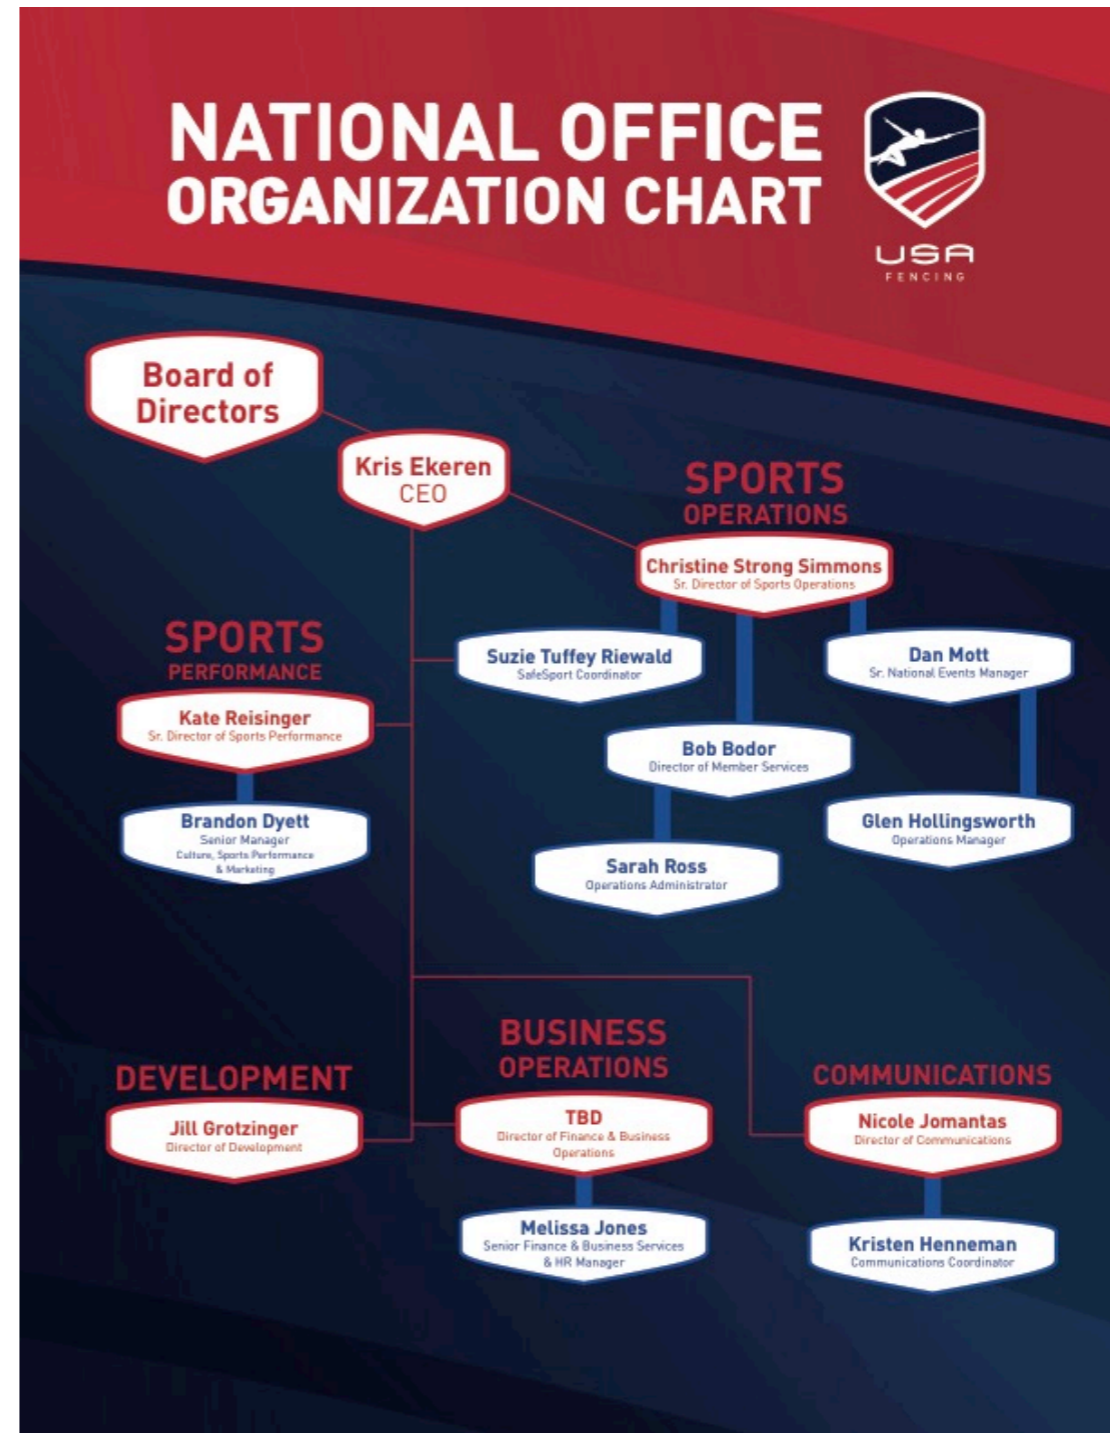 NATIONAL OFFICE
ORGANIZATION CHART
USA
FENCING
Board of
Directors
Kris Ekeren
CEO
SPORTS
OPERATIONS
Christine Strong Simmons
Sr. Director of Sports Operations
Suzie Tuffey Riewald
SafeSport Coordinator
Dan Mott
Sr. National Events Manager
Bob Bodor
Director of Member Services
Glen Hollingsworth
Operations Manager
Sarah Ross
Operations Administrator
SPORTS
PERFORMANCE
Kate Reisinger
Sr. Director of Sports Performance
Brandon Dyett
Senior Manager
Culture, Sports Performance
& Marketing
DEVELOPMENT
Jill Grotzinger
Director of Development
BUSINESS
OPERATIONS
TBD
Director of Finance & Business
Operations
Melissa Jones
Senior Finance & Business Services
& HR Manager
COMMUNICATIONS
Nicole Jomantas
Director of Communications
Kristen Henneman
Communications Coordinator